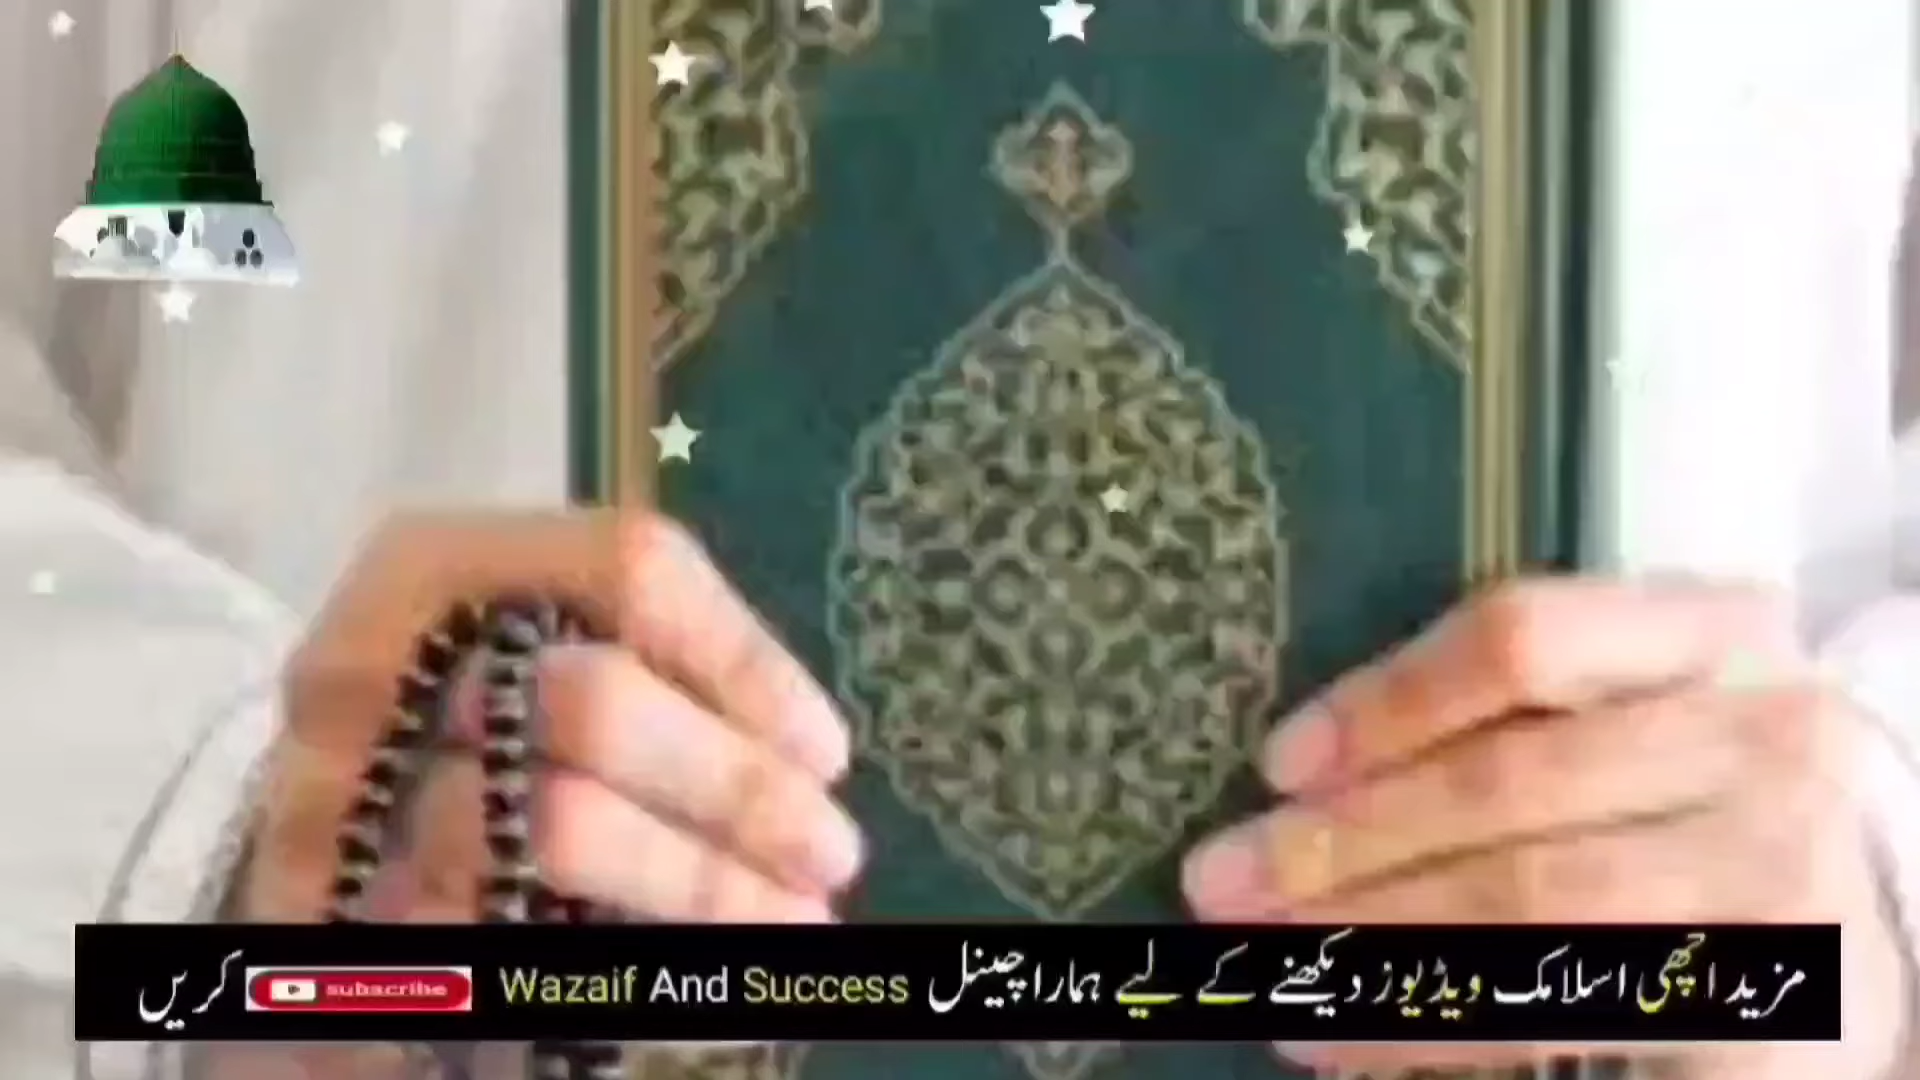 مزید اچھی اسلامک ویڈیوز دیکھنے کے لیے ہمارا چینل Wazaif And Success subscribe کریں